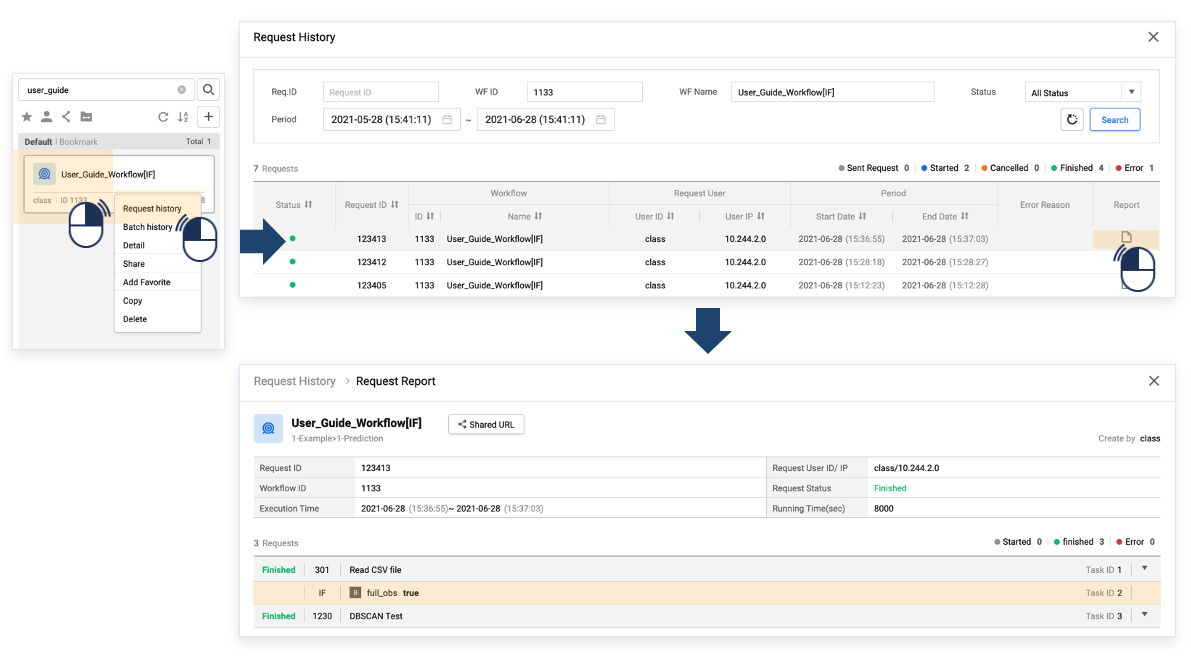 user_guide
Default | Bookmark Total 1
User_Guide_Workflow[IF]
class ID 1133 8
Request history
Batch history
Detail
Share
Add Favorite
Copy
Delete
Request History
Req.ID Request ID WF ID 1133 WF Name User_Guide_Workflow[IF] Status All Status
Period 2021-05-28 (15:41:11) ~ 2021-06-28 (15:41:11) Search
7 Requests Sent Request 0 Started 2 Cancelled 0 Finished 4 Error 1
Status Request ID Workflow Request User Period Error Reason Report
ID Name User ID User IP Start Date End Date
123413 1133 User_Guide_Workflow[IF] class 10.244.2.0 2021-06-28 (15:36:55) 2021-06-28 (15:37:03)
123412 1133 User_Guide_Workflow[IF] class 10.244.2.0 2021-06-28 (15:28:18) 2021-06-28 (15:28:27)
123405 1133 User_Guide_Workflow[IF] class 10.244.2.0 2021-06-28 (15:12:23) 2021-06-28 (15:12:28)
Request History > Request Report
User_Guide_Workflow[IF] Shared URL
1-Example>1-Prediction Create by class
Request ID 123413 Request User ID/ IP class/10.244.2.0
Workflow ID 1133 Request Status Finished
Execution Time 2021-06-28 (15:36:55)~ 2021-06-28 (15:37:03) Running Time(sec) 8000
3 Requests Started 0 finished 3 Error 0
Finished 301 Read CSV file Task ID 1
IF B full_obs true Task ID 2
Finished 1230 DBSCAN Test Task ID 3